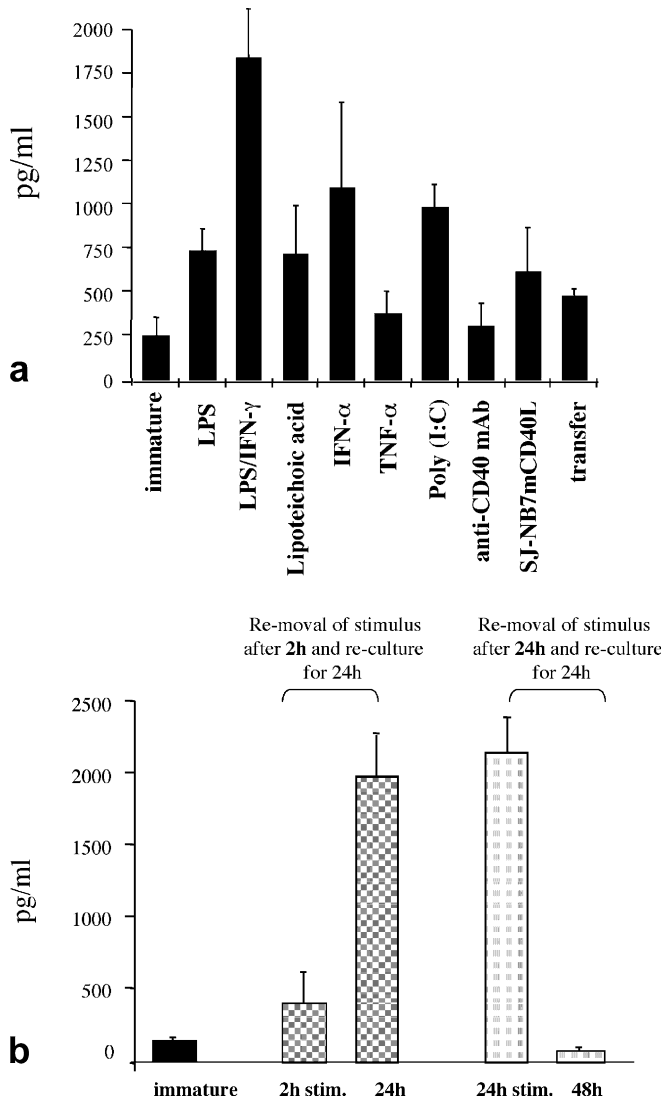 2000
1750
1500
1250
1000
750
500
250
0
pg/ml
a
immature
LPS
LPS/IFN-γ
Lipoteichoic acid
IFN-α
TNF-α
Poly (I:C)
anti-CD40 mAb
SJ-NB7mCD40L
transfer
Re-moval of stimulus
after 2h and re-culture
for 24h
Re-moval of stimulus
after 24h and re-culture
for 24h
2500
2000
1500
1000
500
0
pg/ml
b
immature
2h stim.
24h
24h stim.
48h